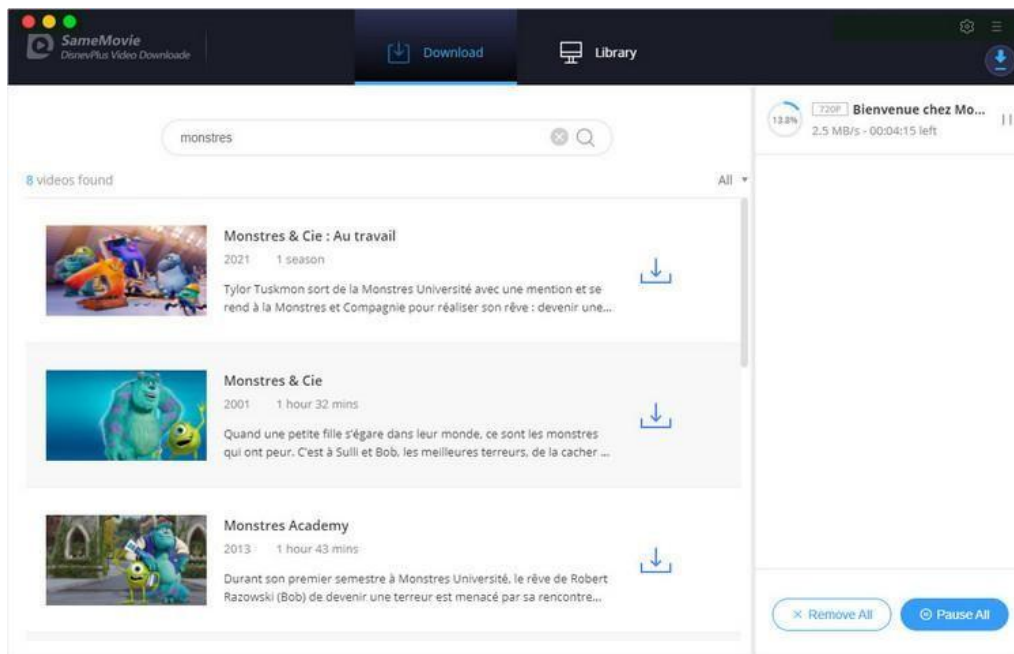 SameMovie
DisneyPlus Video Downloade
Download
Library
monstres
8 videos found
All
Monstres & Cie : Au travail
2021 1 season
Tylor Tuskmon sort de la Monstres Université avec une mention et se
rend à la Monstres et Compagnie pour réaliser son rêve : devenir une...
Monstres & Cie
2001 1 hour 32 mins
Quand une petite fille s'égare dans leur monde, ce sont les monstres
qui ont peur. C'est à Sulli et Bob, les meilleures terreurs, de la cacher ...
Monstres Academy
2013 1 hour 43 mins
Durant son premier semestre à Monstres Université, le rêve de Robert
Razowski (Bob) de devenir une terreur est menacé par sa rencontre...
13.8%
720P Bienvenue chez Mo...
2.5 MB/s - 00:04:15 left
Remove All
Pause All